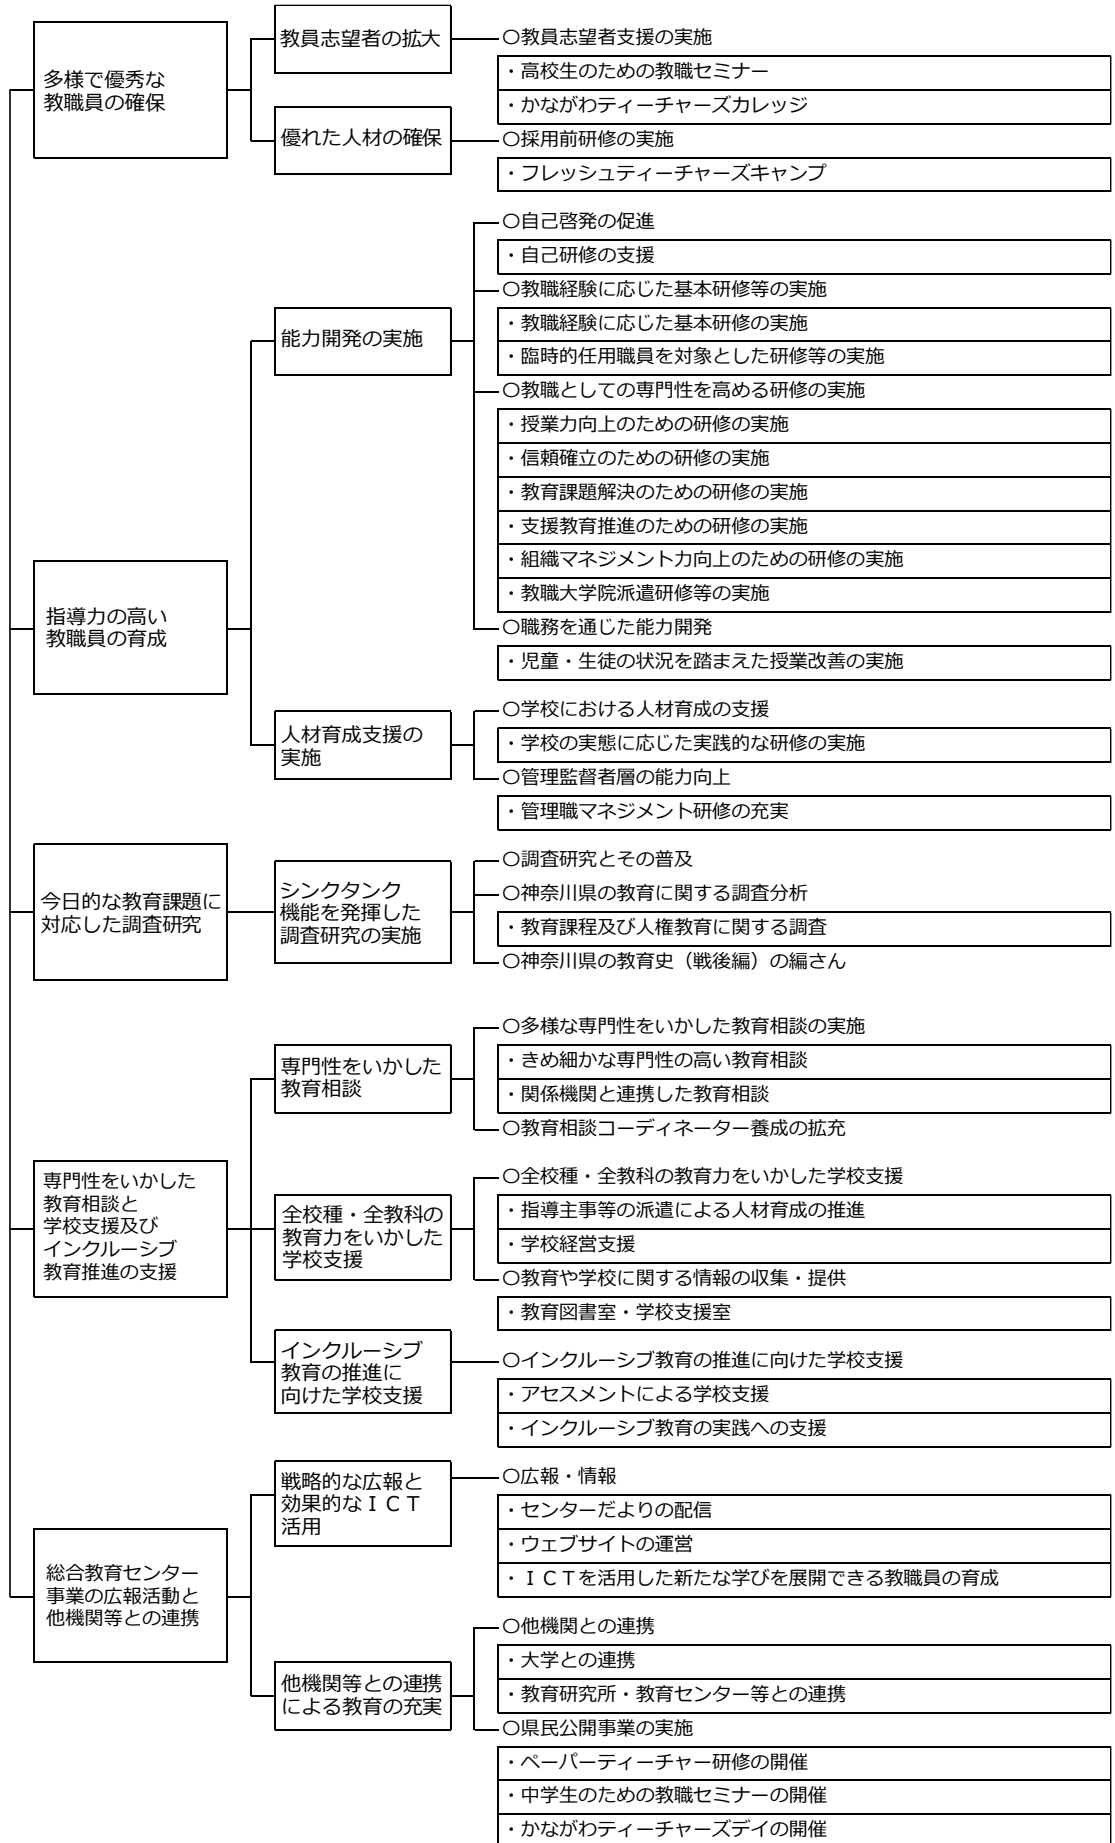 多様で優秀な
教職員の確保
教員志望者の拡大
〇教員志望者支援の実施
・高校生のための教職セミナー
・かながわティーチャーズカレッジ
優れた人材の確保
〇採用前研修の実施
・フレッシュティーチャーズキャンプ
指導力の高い
教職員の育成
能力開発の実施
〇自己啓発の促進
・自己研修の支援
〇教職経験に応じた基本研修等の実施
・教職経験に応じた基本研修の実施
・臨時的任用職員を対象とした研修等の実施
〇教職としての専門性を高める研修の実施
・授業力向上のための研修の実施
・信頼確立のための研修の実施
・教育課題解決のための研修の実施
・支援教育推進のための研修の実施
・組織マネジメント力向上のための研修の実施
・教職大学院派遣研修等の実施
〇職務を通じた能力開発
・児童・生徒の状況を踏まえた授業改善の実施
人材育成支援の
実施
〇学校における人材育成の支援
・学校の実態に応じた実践的な研修の実施
〇管理監督者層の能力向上
・管理職マネジメント研修の充実
今日的な教育課題に
対応した調査研究
シンクタンク
機能を発揮した
調査研究の実施
〇調査研究とその普及
〇神奈川県の教育に関する調査分析
・教育課程及び人権教育に関する調査
〇神奈川県の教育史（戦後編）の編さん
専門性をいかした
教育相談と
学校支援及び
インクルーシブ
教育推進の支援
専門性をいかした
教育相談
〇多様な専門性をいかした教育相談の実施
・きめ細かな専門性の高い教育相談
・関係機関と連携した教育相談
〇教育相談コーディネーター養成の拡充
全校種・全教科の
教育力をいかした
学校支援
〇全校種・全教科の教育力をいかした学校支援
・指導主事等の派遣による人材育成の推進
・学校経営支援
〇教育や学校に関する情報の収集・提供
・教育図書室・学校支援室
インクルーシブ
教育の推進に
向けた学校支援
〇インクルーシブ教育の推進に向けた学校支援
・アセスメントによる学校支援
・インクルーシブ教育の実践への支援
総合教育センター
事業の広報活動と
他機関等との連携
戦略的な広報と
効果的なＩＣＴ
活用
〇広報・情報
・センターだよりの配信
・ウェブサイトの運営
・ＩＣＴを活用した新たな学びを展開できる教職員の育成
他機関等との連携
による教育の充実
〇他機関との連携
・大学との連携
・教育研究所・教育センター等との連携
〇県民公開事業の実施
・ペーパーティーチャー研修の開催
・中学生のための教職セミナーの開催
・かながわティーチャーズデイの開催